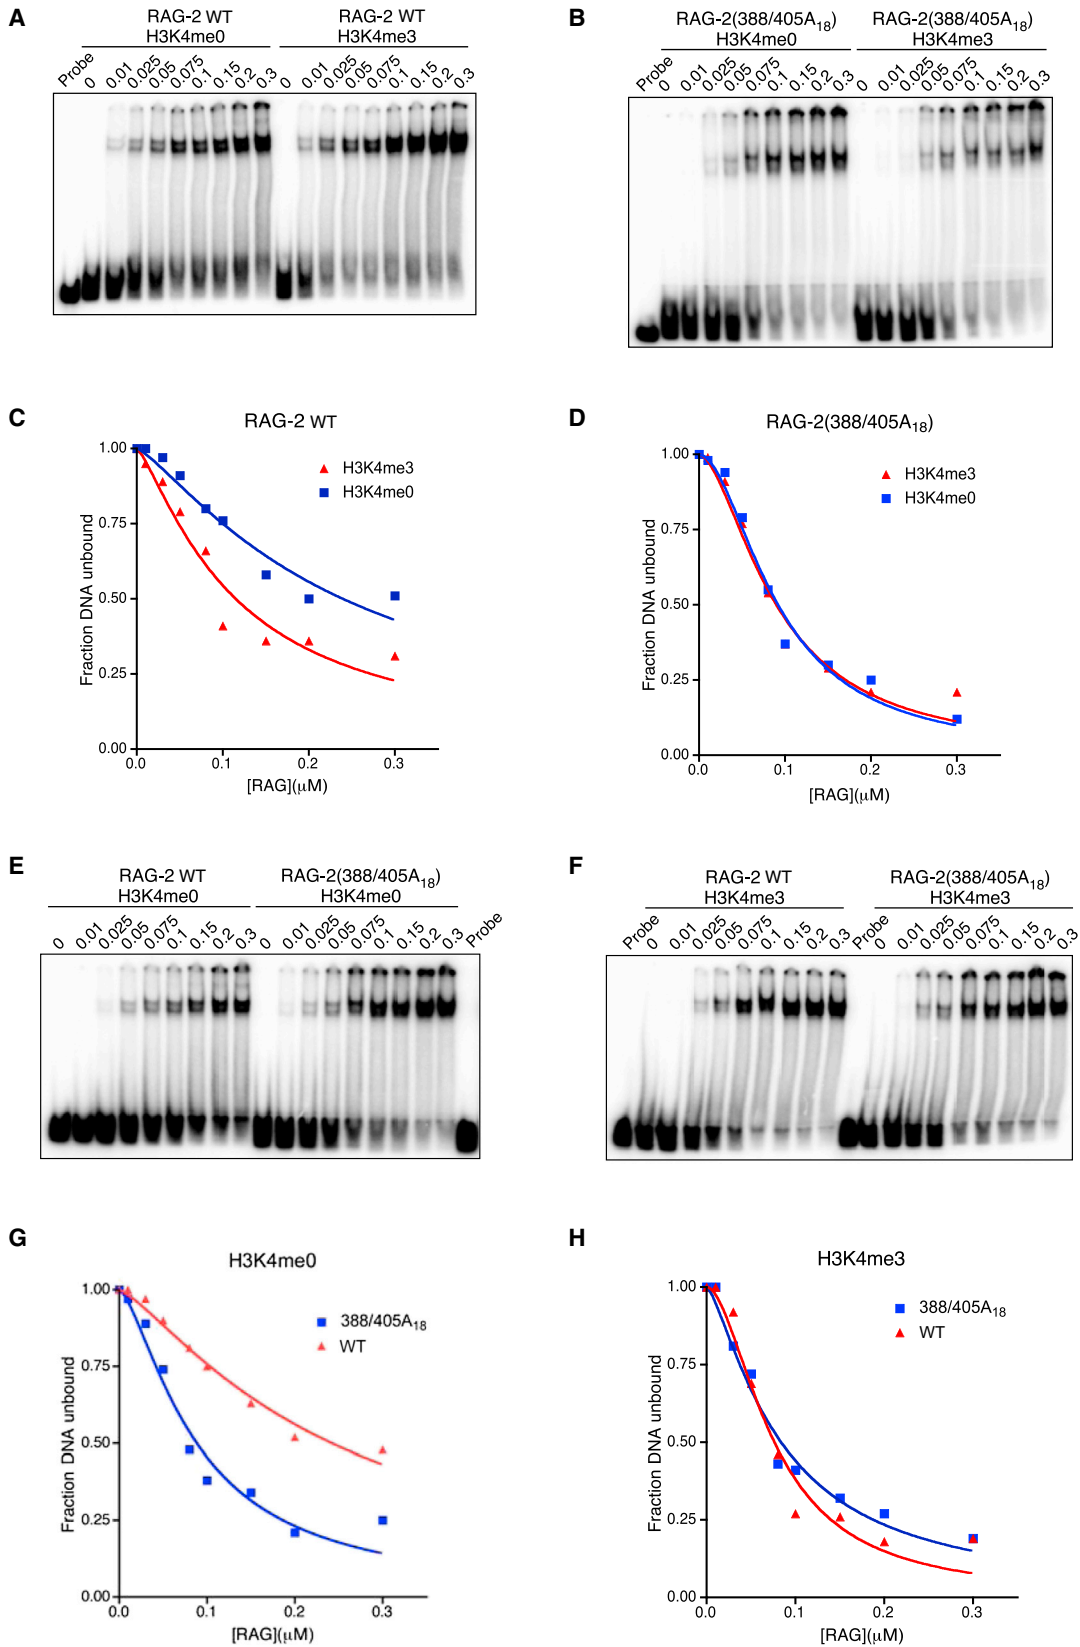 A
RAG-2 WT
H3K4me0
RAG-2 WT
H3K4me3
Probe 0 0.01 0.025 0.05 0.075 0.1 0.15 0.2 0.3 0 0.01 0.025 0.05 0.075 0.1 0.15 0.2 0.3
B
RAG-2(388/405A18)
H3K4me0
RAG-2(388/405A18)
H3K4me3
Probe 0 0.01 0.025 0.05 0.075 0.1 0.15 0.2 0.3 0 0.01 0.025 0.05 0.075 0.1 0.15 0.2 0.3
C
RAG-2 WT
H3K4me3
H3K4me0
Fraction DNA unbound
1.00
0.75
0.50
0.25
0.00
0.0 0.1 0.2 0.3
[RAG](μM)
D
RAG-2(388/405A18)
H3K4me3
H3K4me0
Fraction DNA unbound
1.00
0.75
0.50
0.25
0.00
0.0 0.1 0.2 0.3
[RAG](μM)
E
RAG-2 WT
H3K4me0
RAG-2(388/405A18)
H3K4me0
0 0.01 0.025 0.05 0.075 0.1 0.15 0.2 0.3 0 0.01 0.025 0.05 0.075 0.1 0.15 0.2 0.3 Probe
F
RAG-2 WT
H3K4me3
RAG-2(388/405A18)
H3K4me3
Probe 0 0.01 0.025 0.05 0.075 0.1 0.15 0.2 0.3 Probe 0 0.01 0.025 0.05 0.075 0.1 0.15 0.2 0.3
G
H3K4me0
388/405A18
WT
Fraction DNA unbound
1.00
0.75
0.50
0.25
0.00
0.0 0.1 0.2 0.3
[RAG](μM)
H
H3K4me3
388/405A18
WT
Fraction DNA unbound
1.00
0.75
0.50
0.25
0.00
0.0 0.1 0.2 0.3
[RAG](μM)